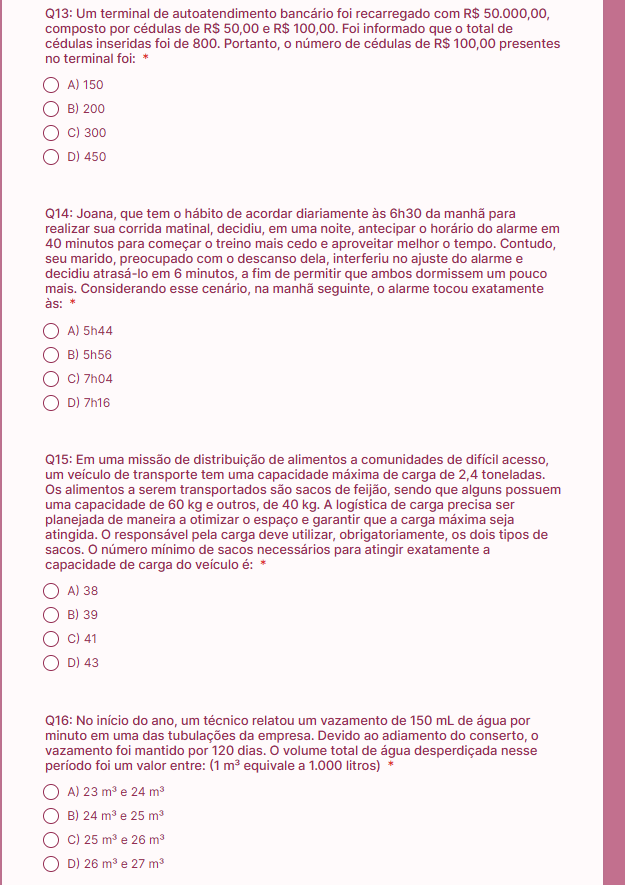 Q13: Um terminal de autoatendimento bancário foi recarregado com R$ 50.000,00,
composto por cédulas de R$ 50,00 e R$ 100,00. Foi informado que o total de
cédulas inseridas foi de 800. Portanto, o número de cédulas de R$ 100,00 presentes
no terminal foi: *
A) 150
B) 200
C) 300
D) 450
Q14: Joana, que tem o hábito de acordar diariamente às 6h30 da manhã para
realizar sua corrida matinal, decidiu, em uma noite, antecipar o horário do alarme em
40 minutos para começar o treino mais cedo e aproveitar melhor o tempo. Contudo,
seu marido, preocupado com o descanso dela, interferiu no ajuste do alarme e
decidiu atrasá-lo em 6 minutos, a fim de permitir que ambos dormissem um pouco
mais. Considerando esse cenário, na manhã seguinte, o alarme tocou exatamente
às: *
A) 5h44
B) 5h56
C) 7h04
D) 7h16
Q15: Em uma missão de distribuição de alimentos a comunidades de difícil acesso,
um veículo de transporte tem uma capacidade máxima de carga de 2,4 toneladas.
Os alimentos a serem transportados são sacos de feijão, sendo que alguns possuem
uma capacidade de 60 kg e outros, de 40 kg. A logística de carga precisa ser
planejada de maneira a otimizar o espaço e garantir que a carga máxima seja
atingida. O responsável pela carga deve utilizar, obrigatoriamente, os dois tipos de
sacos. O número mínimo de sacos necessários para atingir exatamente a
capacidade de carga do veículo é: *
A) 38
B) 39
C) 41
D) 43
Q16: No início do ano, um técnico relatou um vazamento de 150 mL de água por
minuto em uma das tubulações da empresa. Devido ao adiamento do conserto, o
vazamento foi mantido por 120 dias. O volume total de água desperdiçada nesse
período foi um valor entre: (1 m³ equivale a 1.000 litros) *
A) 23 m³ e 24 m³
B) 24 m³ e 25 m³
C) 25 m³ e 26 m³
D) 26 m³ e 27 m³